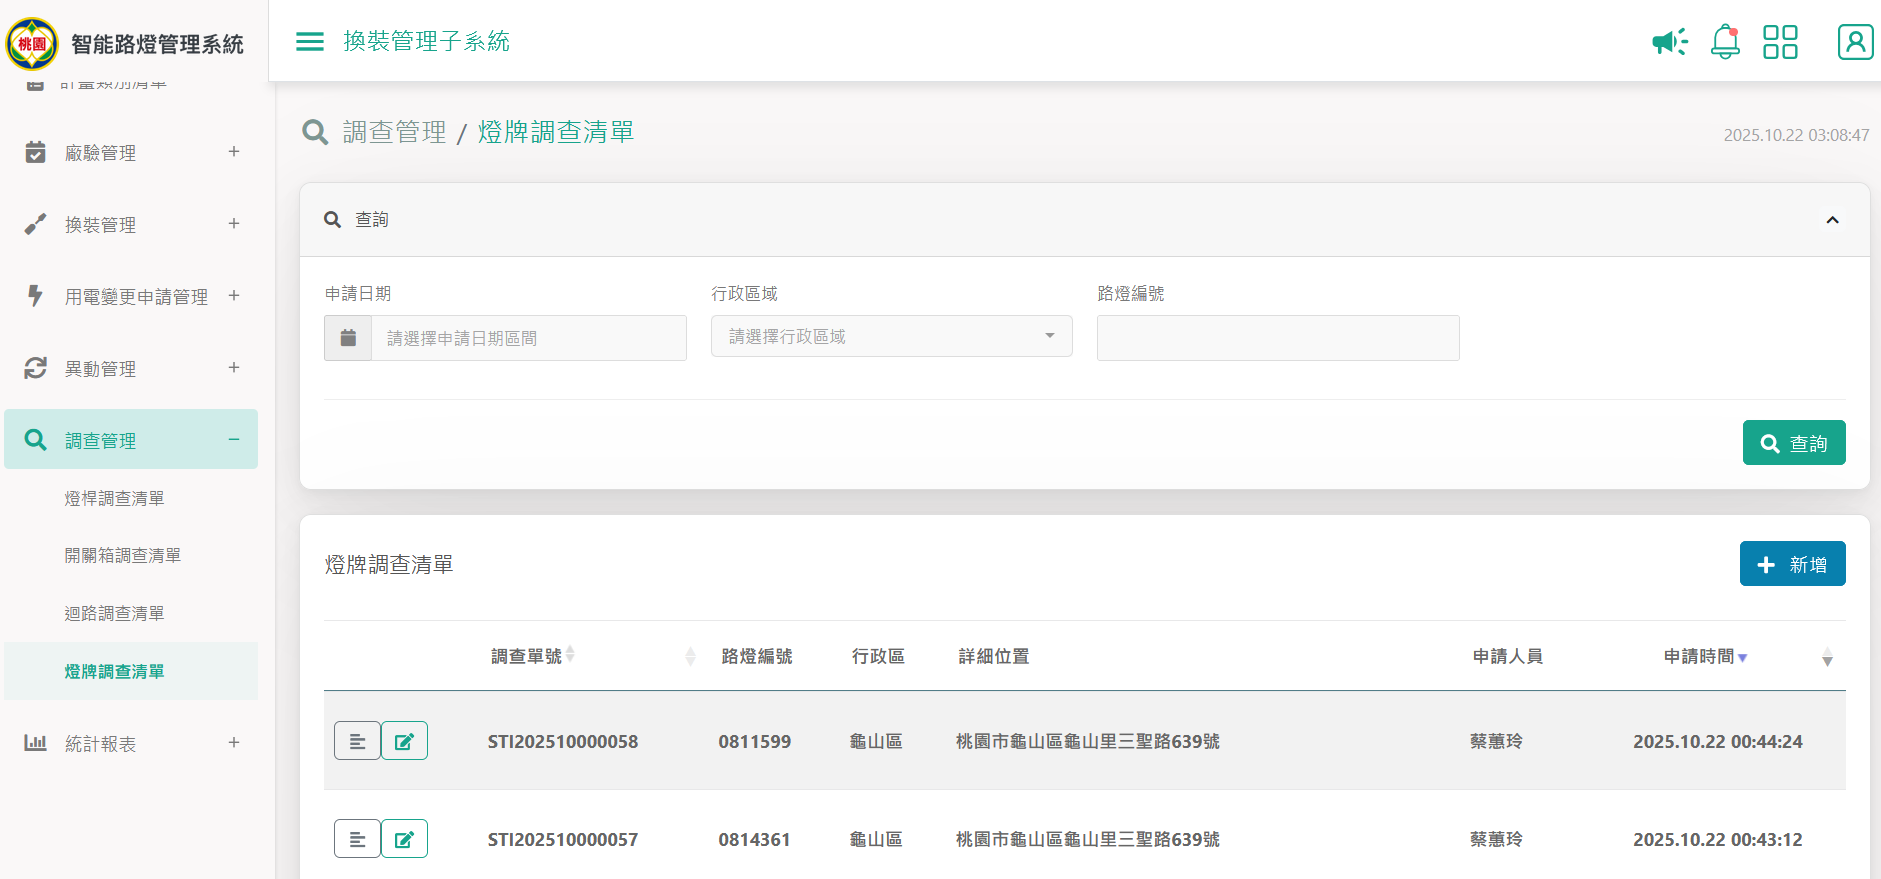 桃園
智能路燈管理系統
換裝管理子系統
廠驗管理
換裝管理
用電變更申請管理
異動管理
調查管理
燈桿調查清單
開關箱調查清單
迴路調查清單
燈牌調查清單
統計報表
調查管理 / 燈牌調查清單
2025.10.22 03:08:47
查詢
申請日期
行政區域
路燈編號
請選擇申請日期區間
請選擇行政區域
查詢
燈牌調查清單
新增
調查單號 路燈編號 行政區 詳細位置 申請人員 申請時間
STI202510000058 0811599 龜山區 桃園市龜山區龜山里三聖路639號 蔡蕙玲 2025.10.22 00:44:24
STI202510000057 0814361 龜山區 桃園市龜山區龜山里三聖路639號 蔡蕙玲 2025.10.22 00:43:12